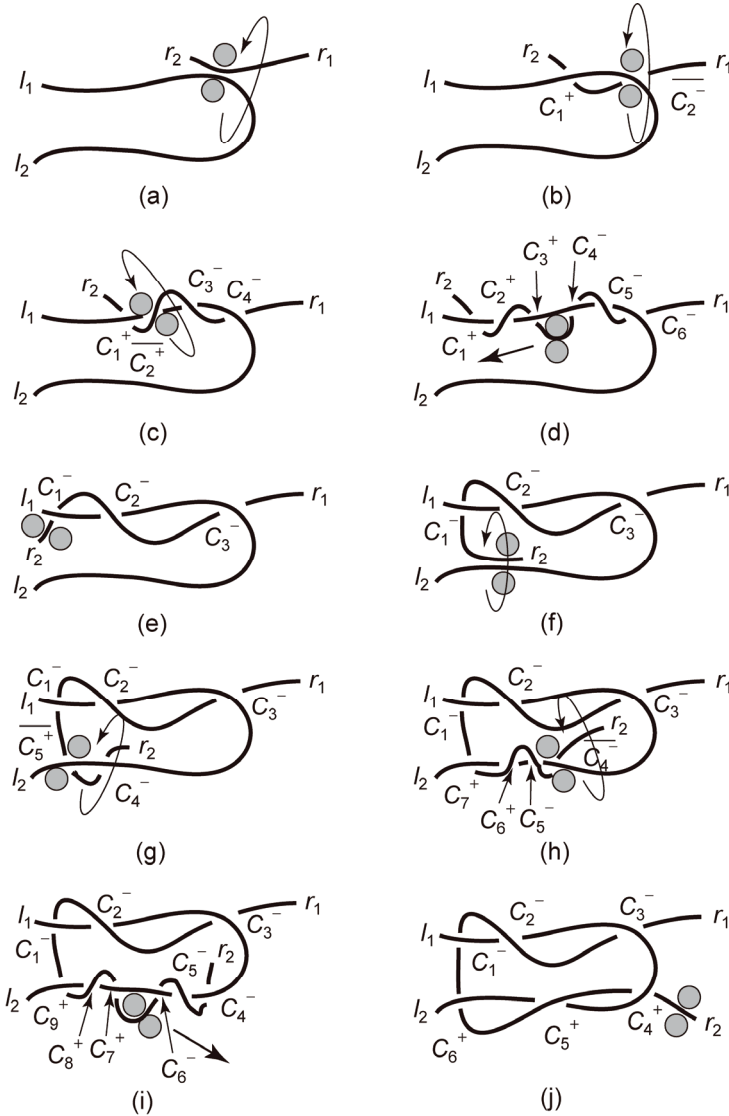 r₂ r₁
l₁
l₂
(a)
r₂ r₁
l₁
C₁⁺ \overline{C₂⁻}
l₂
(b)
C₃⁻
r₂ C₄⁻ r₁
l₁
C₁⁺ \overline{C₂⁺}
l₂
(c)
C₃⁺ C₄⁻
r₂ C₂⁺ C₅⁻ r₁
l₁
C₁⁺ C₆⁻
l₂
(d)
l₁ C₁⁻ C₂⁻ r₁
r₂ C₃⁻
l₂
(e)
C₂⁻ r₁
l₁
C₁⁻ C₃⁻
r₂
l₂
(f)
C₁⁻ C₂⁻ r₁
l₁ C₃⁻
\overline{C₅⁺} r₂
l₂
C₄⁻
(g)
C₂⁻ r₁
l₁ C₃⁻
C₁⁻ r₂
\overline{C₄⁻}
l₂
C₇⁺
C₆⁺ C₅⁻
(h)
C₂⁻ r₁
l₁ C₃⁻
C₁⁻ C₅⁻ r₂
l₂
C₉⁺ C₄⁻
C₈⁺ C₇⁺ C₆⁻
(i)
C₂⁻ C₃⁻ r₁
l₁
C₁⁻
l₂ C₄⁺ r₂
C₆⁺ C₅⁺
(j)